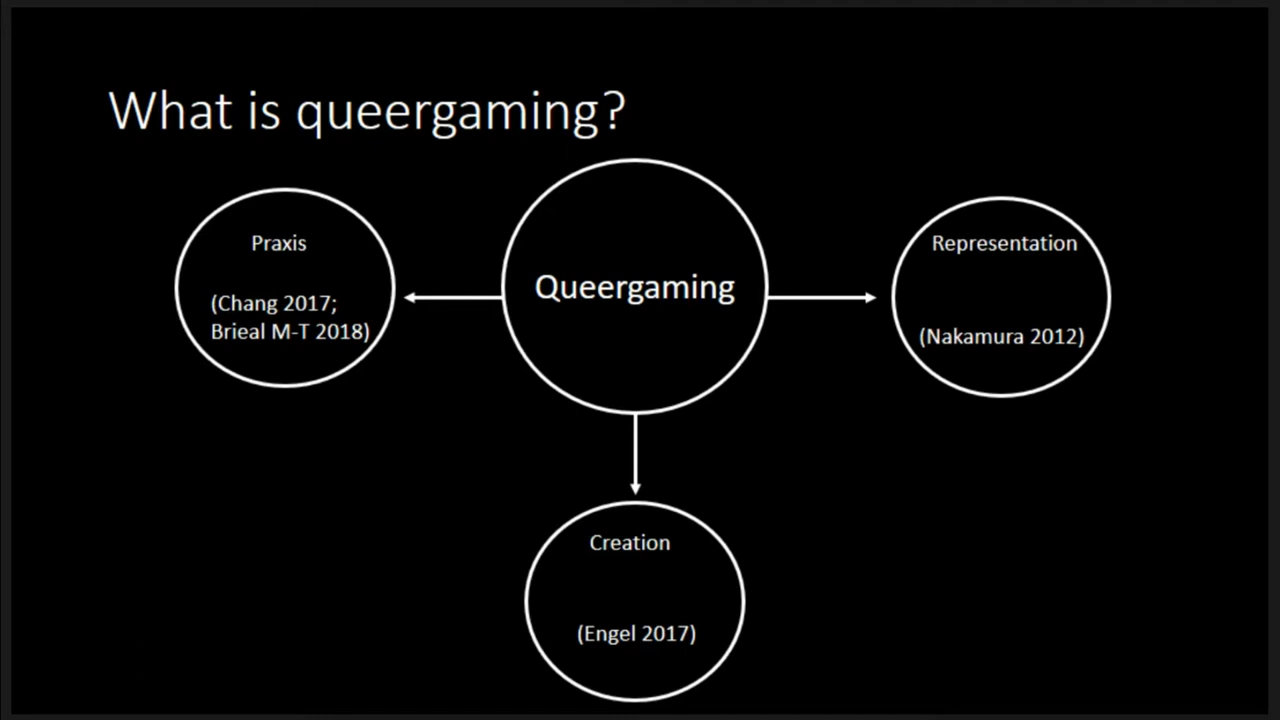 What is queergaming?
Praxis
(Chang 2017;
Brieal M-T 2018)
Queergaming
Representation
(Nakamura 2012)
Creation
(Engel 2017)